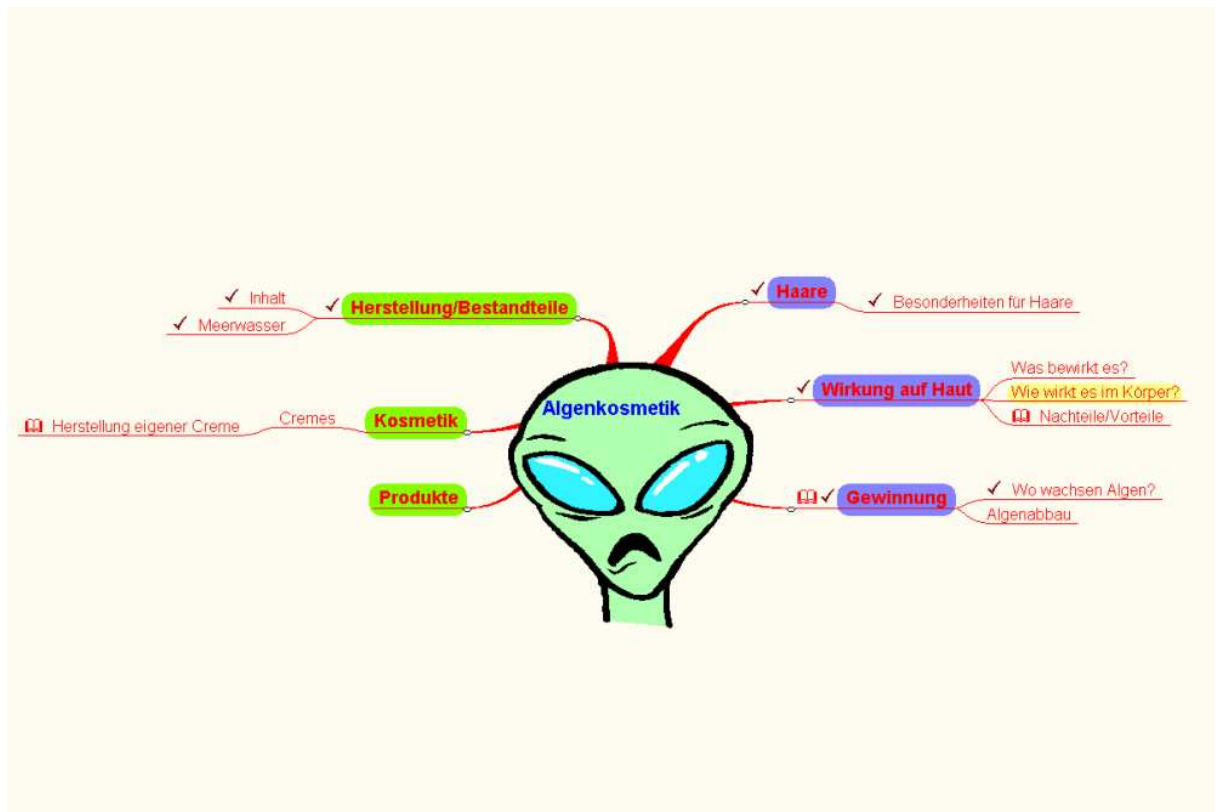 Algenkosmetik
Haare
Besonderheiten für Haare
Wirkung auf Haut
Was bewirkt es?
Wie wirkt es im Körper?
Nachteile/Vorteile
Gewinnung
Wo wachsen Algen?
Algenabbau
Herstellung/Bestandteile
Inhalt
Meerwasser
Kosmetik
Cremes
Herstellung eigener Creme
Produkte